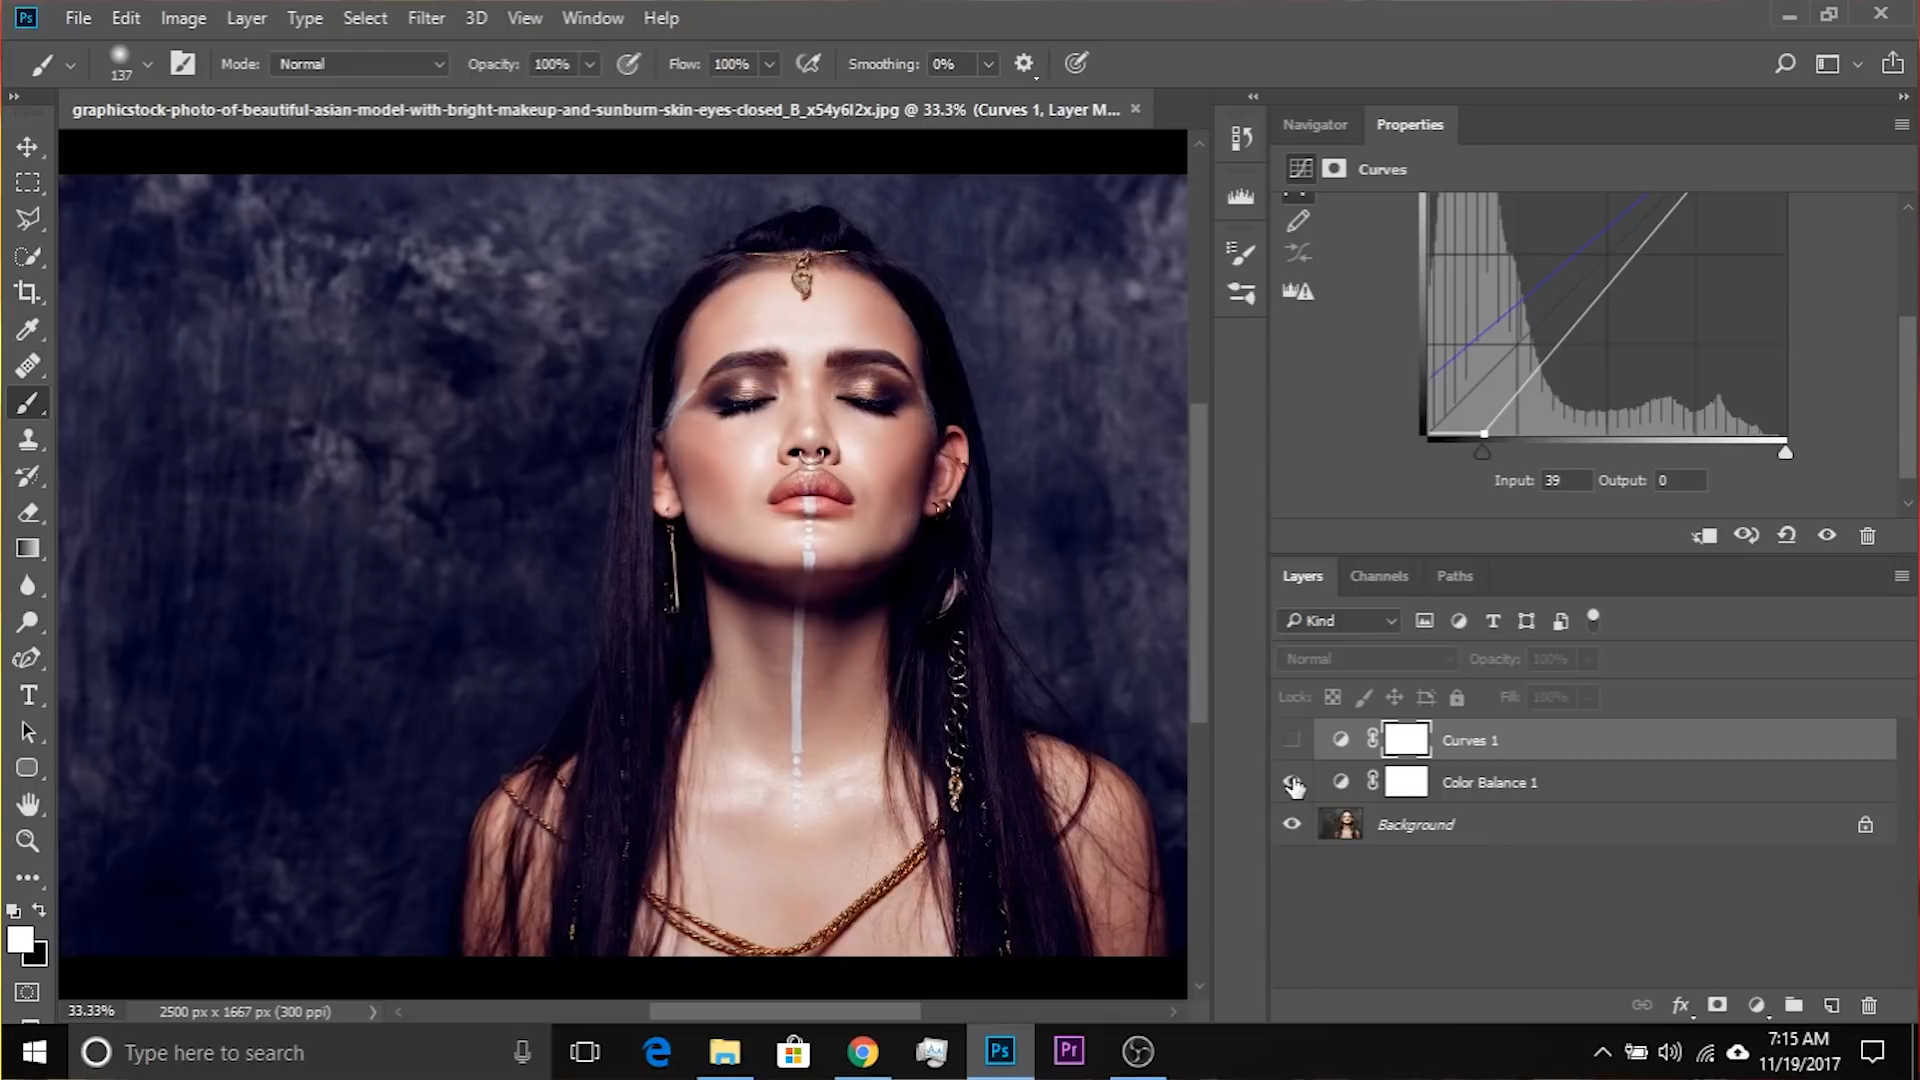 Ps File Edit Image Layer Type Select Filter 3D View Window Help
137 Mode: Normal Opacity: 100% Flow: 100% Smoothing: 0%
graphicstock-photo-of-beautiful-asian-model-with-bright-makeup-and-sunburn-skin-eyes-closed_B_x54y6I2x.jpg @ 33.3% (Curves 1, Layer M...
Navigator Properties
Curves
Input: 39 Output: 0
Layers Channels Paths
Kind
Normal Opacity: 100%
Lock: Fill: 100%
Curves 1
Color Balance 1
Background
fx
33.33% 2500 px x 1667 px (300 ppi)
Type here to search
Ps Pr
7:15 AM
11/19/2017